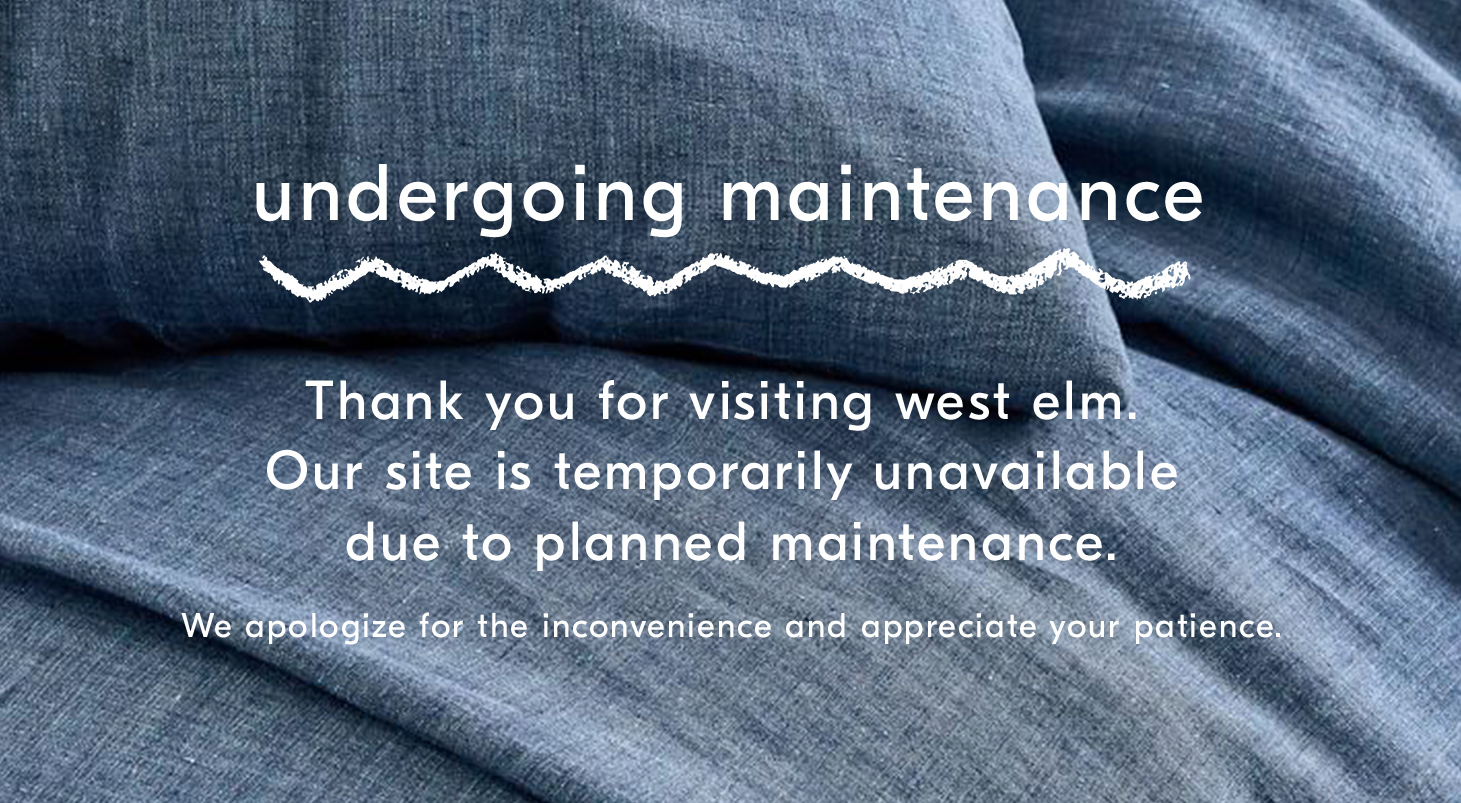 undergoing maintenance
Thank you for visiting west elm.
Our site is temporarily unavailable
due to planned maintenance.
We apologize for the inconvenience and appreciate your patience.